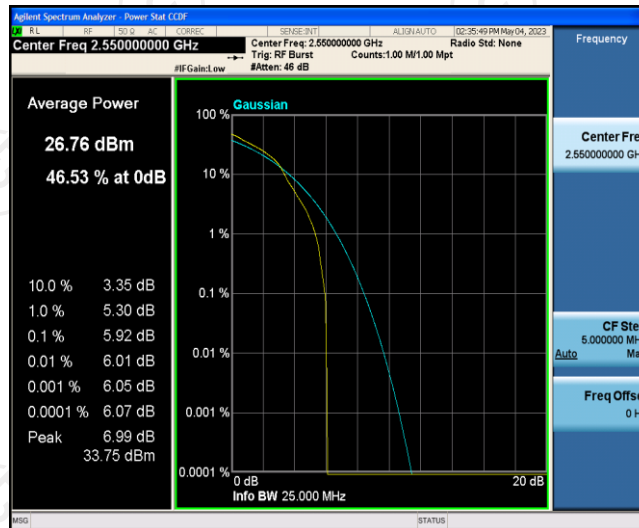 Agilent Spectrum Analyzer - Power Stat CCDF
RL RF 50 Ω AC CORREC SENSE:INT ALIGNAUTO 02:35:49 PM May 04, 2023
Center Freq 2.550000000 GHz
Center Freq: 2.550000000 GHz Radio Std: None
Trig: RF Burst Counts:1.00 M/1.00 Mpt
#IFGain:Low #Atten: 46 dB
Frequency
Average Power
26.76 dBm
46.53 % at 0dB
10.0 % 3.35 dB
1.0 % 5.30 dB
0.1 % 5.92 dB
0.01 % 6.01 dB
0.001 % 6.05 dB
0.0001 % 6.07 dB
Peak 6.99 dB
33.75 dBm
Gaussian
100 %
10 %
1 %
0.1 %
0.01 %
0.001 %
0.0001 %
0 dB 20 dB
Info BW 25.000 MHz
Center Fre
2.550000000 GH
CF Ste
5.000000 MH
Auto Ma
Freq Offs
0 H
MSG STATUS